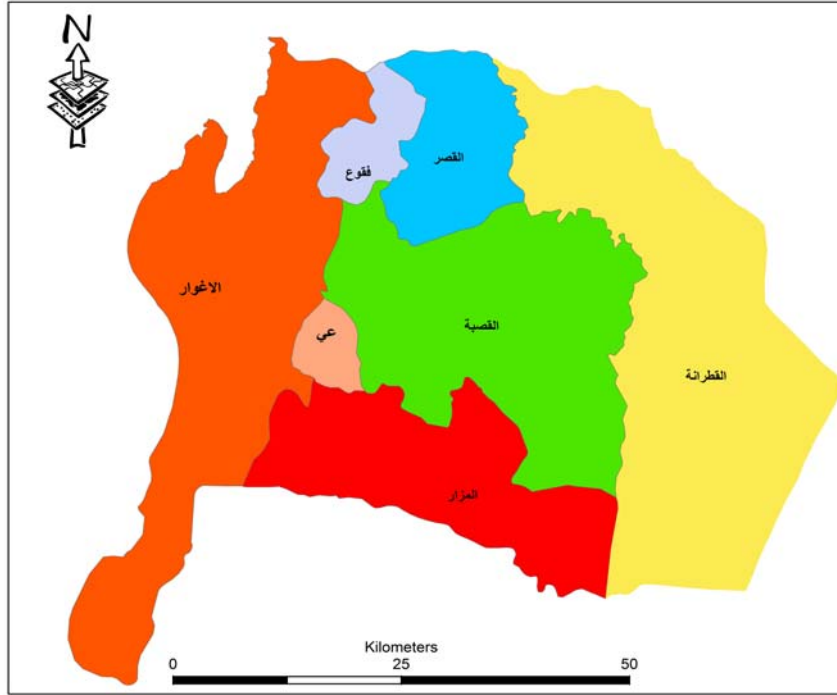 N
القصر
فقوع
الاغوار
عي
القصبة
القطرانة
المزار
Kilometers
0 25 50